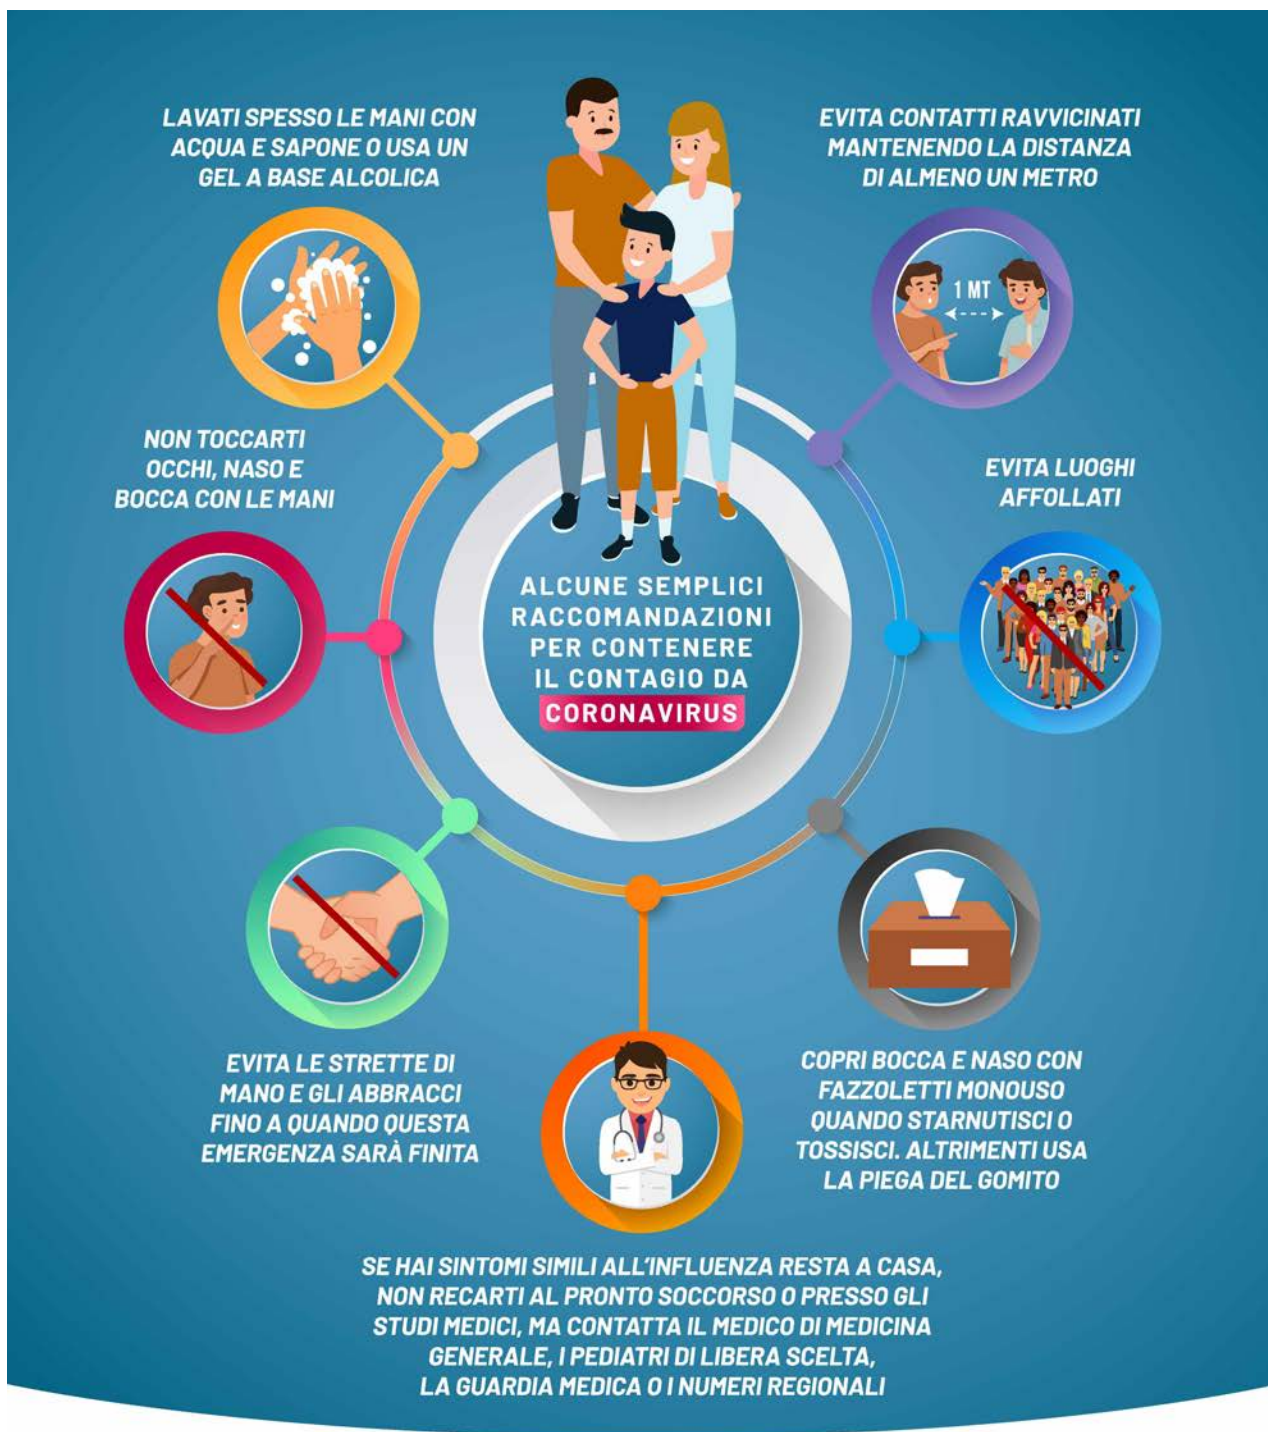 LAVATI SPESSO LE MANI CON
ACQUA E SAPONE O USA UN
GEL A BASE ALCOLICA
EVITA CONTATTI RAVVICINATI
MANTENENDO LA DISTANZA
DI ALMENO UN METRO
1 MT
NON TOCCARTI
OCCHI, NASO E
BOCCA CON LE MANI
EVITA LUOGHI
AFFOLLATI
ALCUNE SEMPLICI
RACCOMANDAZIONI
PER CONTENERE
IL CONTAGIO DA
CORONAVIRUS
EVITA LE STRETTE DI
MANO E GLI ABBRACCI
FINO A QUANDO QUESTA
EMERGENZA SARÀ FINITA
COPRI BOCCA E NASO CON
FAZZOLETTI MONOUSO
QUANDO STARNUTISCI O
TOSSISCI. ALTRIMENTI USA
LA PIEGA DEL GOMITO
SE HAI SINTOMI SIMILI ALL'INFLUENZA RESTA A CASA,
NON RECARTI AL PRONTO SOCCORSO O PRESSO GLI
STUDI MEDICI, MA CONTATTA IL MEDICO DI MEDICINA
GENERALE, I PEDIATRI DI LIBERA SCELTA,
LA GUARDIA MEDICA O I NUMERI REGIONALI